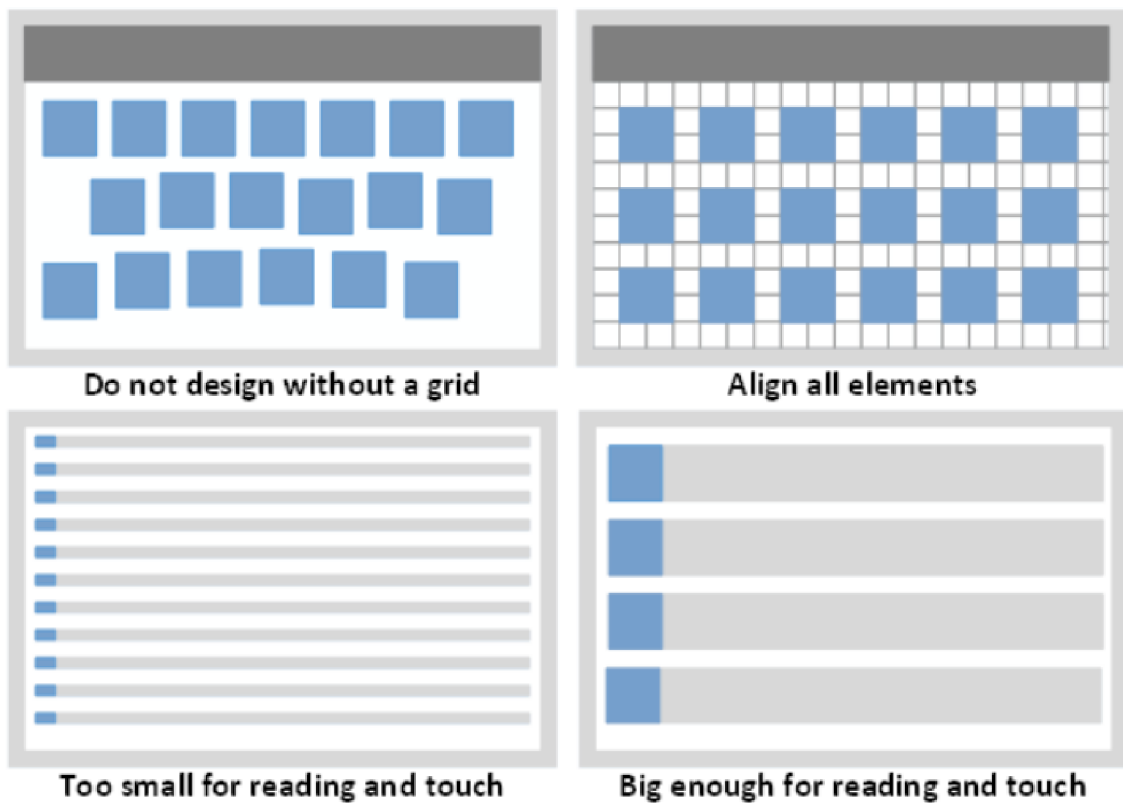 Do not design without a grid
Align all elements
Too small for reading and touch
Big enough for reading and touch